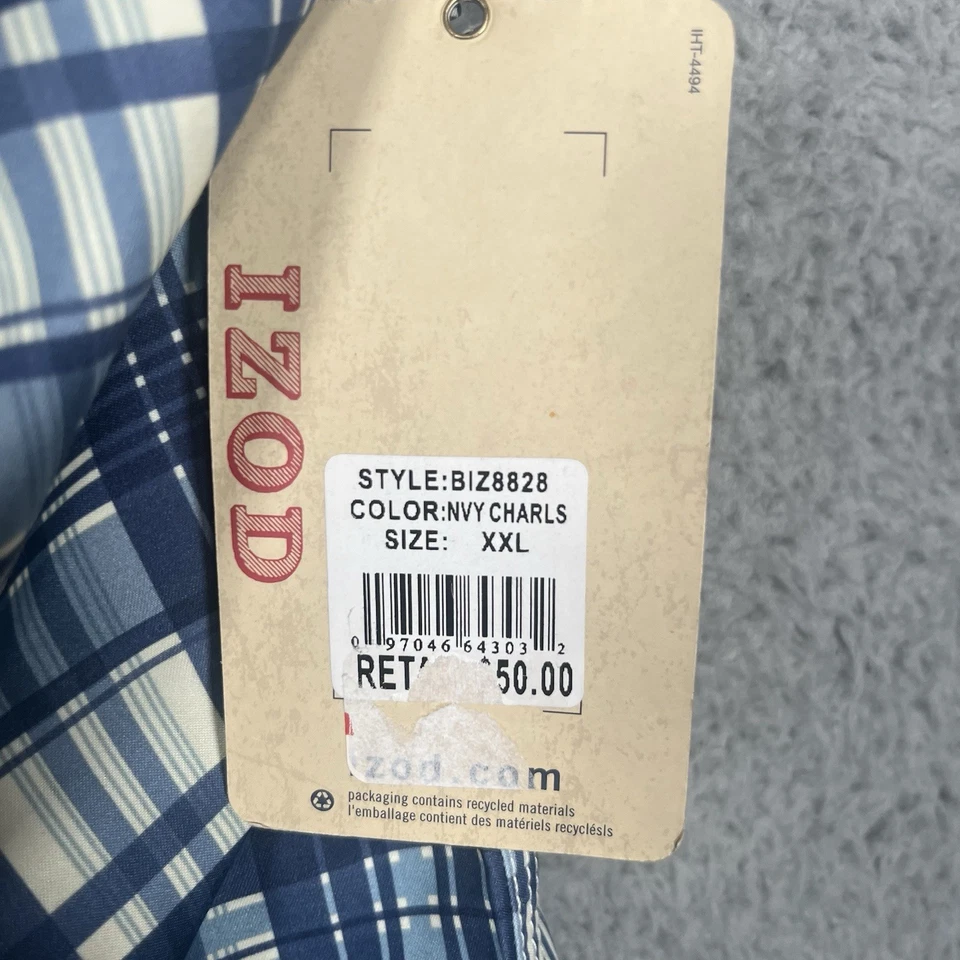 IHT-4494
IZOD
STYLE:BIZ8828
COLOR:NVY CHARLS
SIZE: XXL
0 97046 64303 2
$50.00
zod.com
packaging contains recycled materials
l'emballage contient des matériels recyclésls